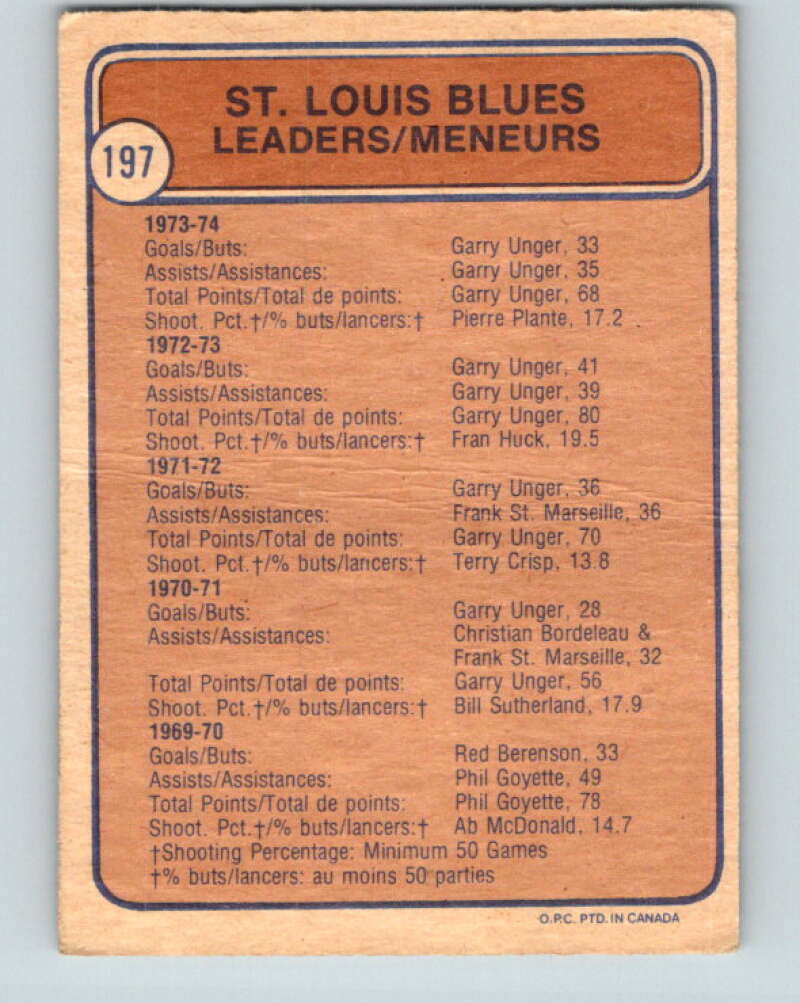 ST. LOUIS BLUES
LEADERS/MENEURS
197
1973-74
Goals/Buts: Garry Unger, 33
Assists/Assistances: Garry Unger, 35
Total Points/Total de points: Garry Unger, 68
Shoot. Pct.†/% buts/lancers:† Pierre Plante, 17.2
1972-73
Goals/Buts: Garry Unger, 41
Assists/Assistances: Garry Unger, 39
Total Points/Total de points: Garry Unger, 80
Shoot. Pct.†/% buts/lancers:† Fran Huck, 19.5
1971-72
Goals/Buts: Garry Unger, 36
Assists/Assistances: Frank St. Marseille, 36
Total Points/Total de points: Garry Unger, 70
Shoot. Pct.†/% buts/lancers:† Terry Crisp, 13.8
1970-71
Goals/Buts: Garry Unger, 28
Assists/Assistances: Christian Bordeleau &
Frank St. Marseille, 32
Total Points/Total de points: Garry Unger, 56
Shoot. Pct.†/% buts/lancers:† Bill Sutherland, 17.9
1969-70
Goals/Buts: Red Berenson, 33
Assists/Assistances: Phil Goyette, 49
Total Points/Total de points: Phil Goyette, 78
Shoot. Pct.†/% buts/lancers:† Ab McDonald, 14.7
†Shooting Percentage: Minimum 50 Games
†% buts/lancers: au moins 50 parties
O.P.C. PTD. IN CANADA